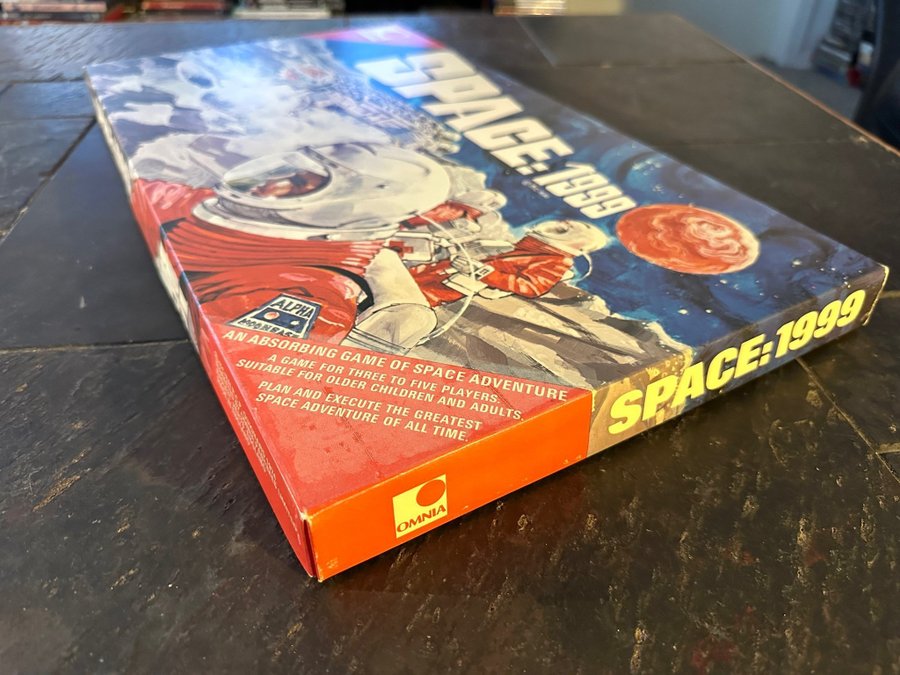 SPACE: 1999
ALPHA
MOONBASE
AN ABSORBING GAME OF SPACE ADVENTURE
A GAME FOR THREE TO FIVE PLAYERS.
SUITABLE FOR OLDER CHILDREN AND ADULTS.
PLAN AND EXECUTE THE GREATEST
SPACE ADVENTURE OF ALL TIME.
SPACE: 1999
OMNIA